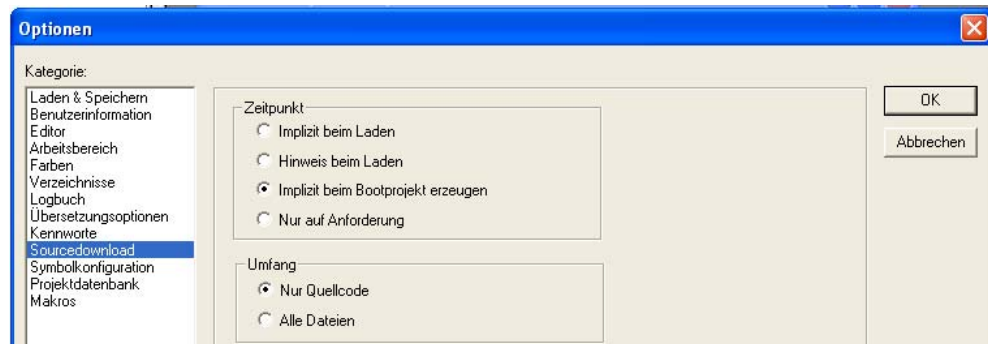 Optionen
Kategorie:
Laden & Speichern
Benutzerinformation
Editor
Arbeitsbereich
Farben
Verzeichnisse
Logbuch
Übersetzungsoptionen
Kennworte
Sourcedownload
Symbolkonfiguration
Projektdatenbank
Makros
Zeitpunkt
Implizit beim Laden
Hinweis beim Laden
Implizit beim Bootprojekt erzeugen
Nur auf Anforderung
Umfang
Nur Quellcode
Alle Dateien
OK
Abbrechen